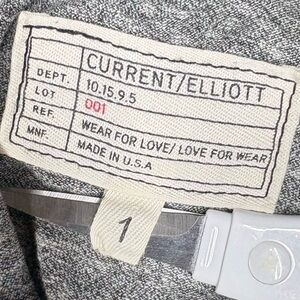 CURRENT/ELLIOTT
DEPT. 10.15.9.5
LOT 001
REF. WEAR FOR LOVE/ LOVE FOR WEAR
MNF. MADE IN U.S.A
1